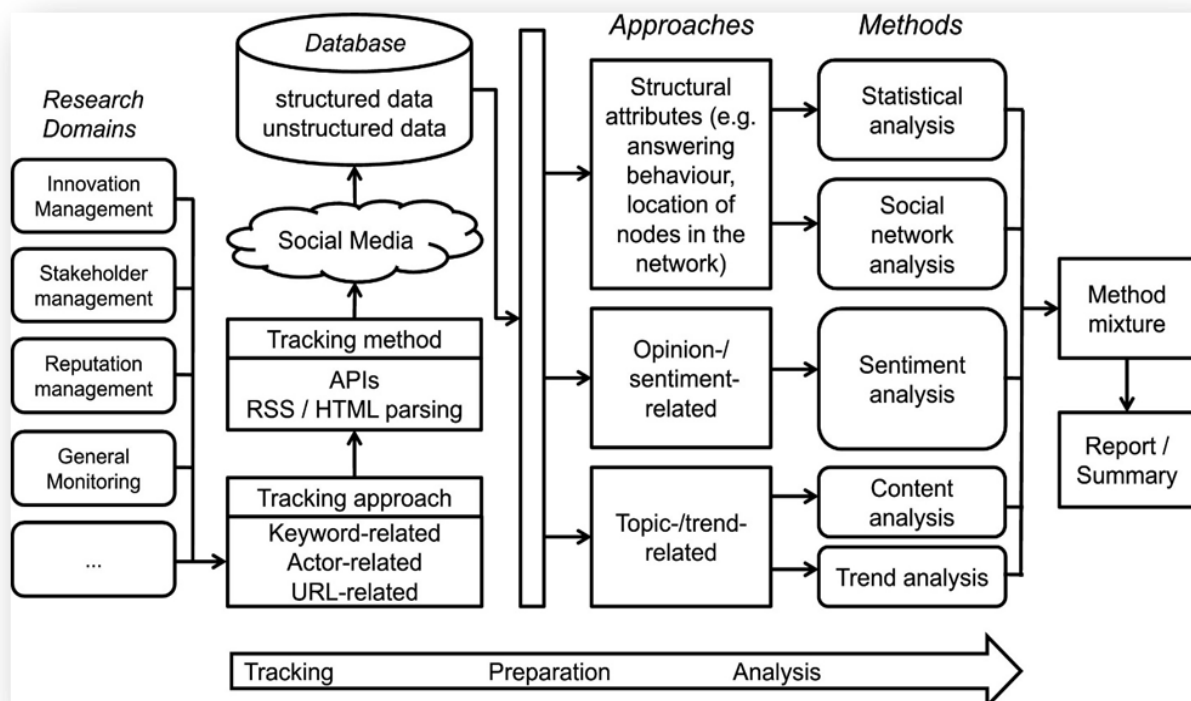 Research
Domains
Innovation
Management
Stakeholder
management
Reputation
management
General
Monitoring
...
Database
structured data
unstructured data
Social Media
Tracking method
APIs
RSS / HTML parsing
Tracking approach
Keyword-related
Actor-related
URL-related
Approaches
Structural
attributes (e.g.
answering
behaviour,
location of
nodes in the
network)
Opinion-/
sentiment-
related
Topic-/trend-
related
Methods
Statistical
analysis
Social
network
analysis
Sentiment
analysis
Content
analysis
Trend analysis
Method
mixture
Report /
Summary
Tracking Preparation Analysis